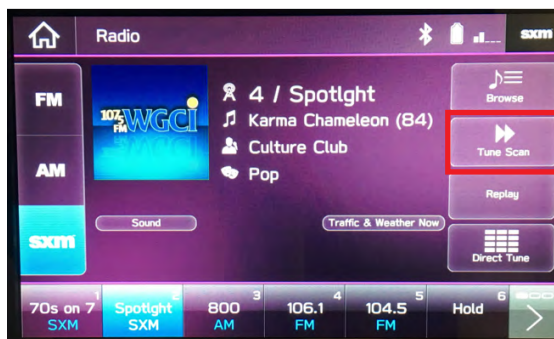 Radio
sxm
FM
AM
sxm
107.5 FM WGCI
4 / Spotlght
Karma Chameleon (84)
Culture Club
Pop
Sound
Traffic & Weather Now
Browse
Tune Scan
Replay
Direct Tune
1
70s on 7
SXM
2
Spotlght
SXM
3
800
AM
4
106.1
FM
5
104.5
FM
6
Hold